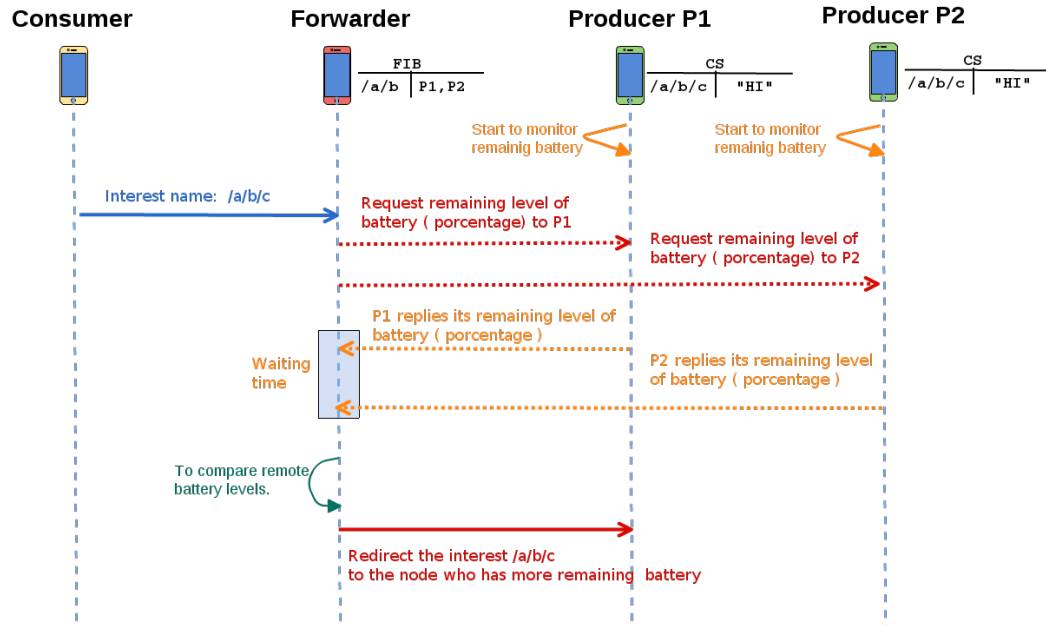 Consumer
Forwarder
Producer P1
Producer P2
FIB
/a/b P1,P2
CS
/a/b/c "HI"
CS
/a/b/c "HI"
Start to monitor
remainig battery
Start to monitor
remainig battery
Interest name: /a/b/c
Request remaining level of
battery ( porcentage) to P1
Request remaining level of
battery ( porcentage) to P2
P1 replies its remaining level of
battery ( porcentage )
P2 replies its remaining level
of battery ( porcentage )
Waiting
time
To compare remote
battery levels.
Redirect the interest /a/b/c
to the node who has more remaining battery